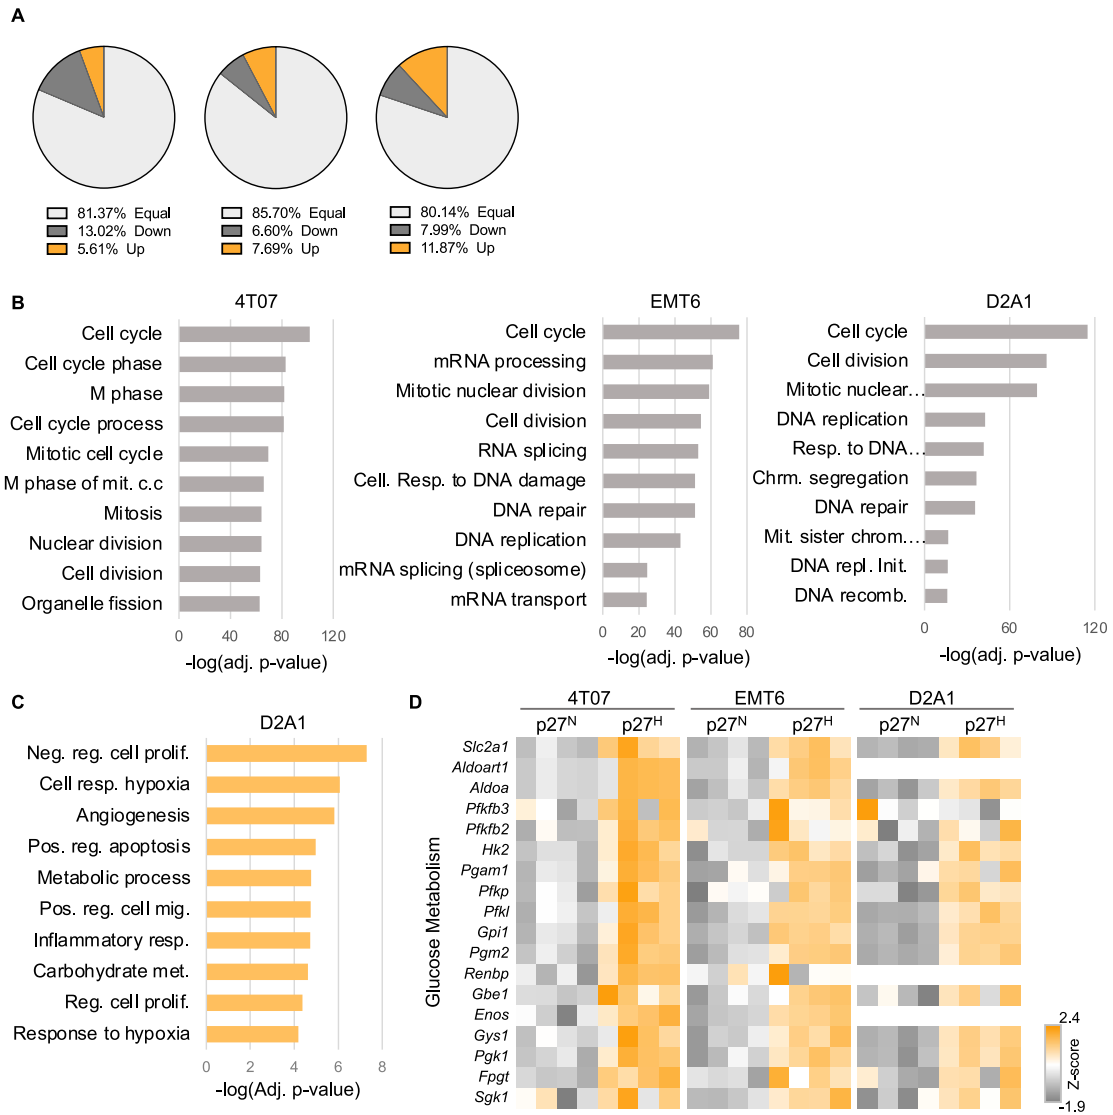 A
81.37% Equal
13.02% Down
5.61% Up
85.70% Equal
6.60% Down
7.69% Up
80.14% Equal
7.99% Down
11.87% Up
B
4T07
Cell cycle
Cell cycle phase
M phase
Cell cycle process
Mitotic cell cycle
M phase of mit. c.c
Mitosis
Nuclear division
Cell division
Organelle fission
0 40 80 120
-log(adj. p-value)
EMT6
Cell cycle
mRNA processing
Mitotic nuclear division
Cell division
RNA splicing
Cell. Resp. to DNA damage
DNA repair
DNA replication
mRNA splicing (spliceosome)
mRNA transport
0 20 40 60 80
-log(adj. p-value)
D2A1
Cell cycle
Cell division
Mitotic nuclear...
DNA replication
Resp. to DNA...
Chrm. segregation
DNA repair
Mit. sister chrom....
DNA repl. Init.
DNA recomb.
0 60 120
-log(adj. p-value)
C
D2A1
Neg. reg. cell prolif.
Cell resp. hypoxia
Angiogenesis
Pos. reg. apoptosis
Metabolic process
Pos. reg. cell mig.
Inflammatory resp.
Carbohydrate met.
Reg. cell prolif.
Response to hypoxia
0 2 4 6 8
-log(Adj. p-value)
D
4T07 EMT6 D2A1
p27ᴺ p27ᴴ p27ᴺ p27ᴴ p27ᴺ p27ᴴ
Glucose Metabolism
Slc2a1
Aldoart1
Aldoa
Pfkfb3
Pfkfb2
Hk2
Pgam1
Pfkp
Pfkl
Gpi1
Pgm2
Renbp
Gbe1
Enos
Gys1
Pgk1
Fpgt
Sgk1
2.4
Z-score
-1.9